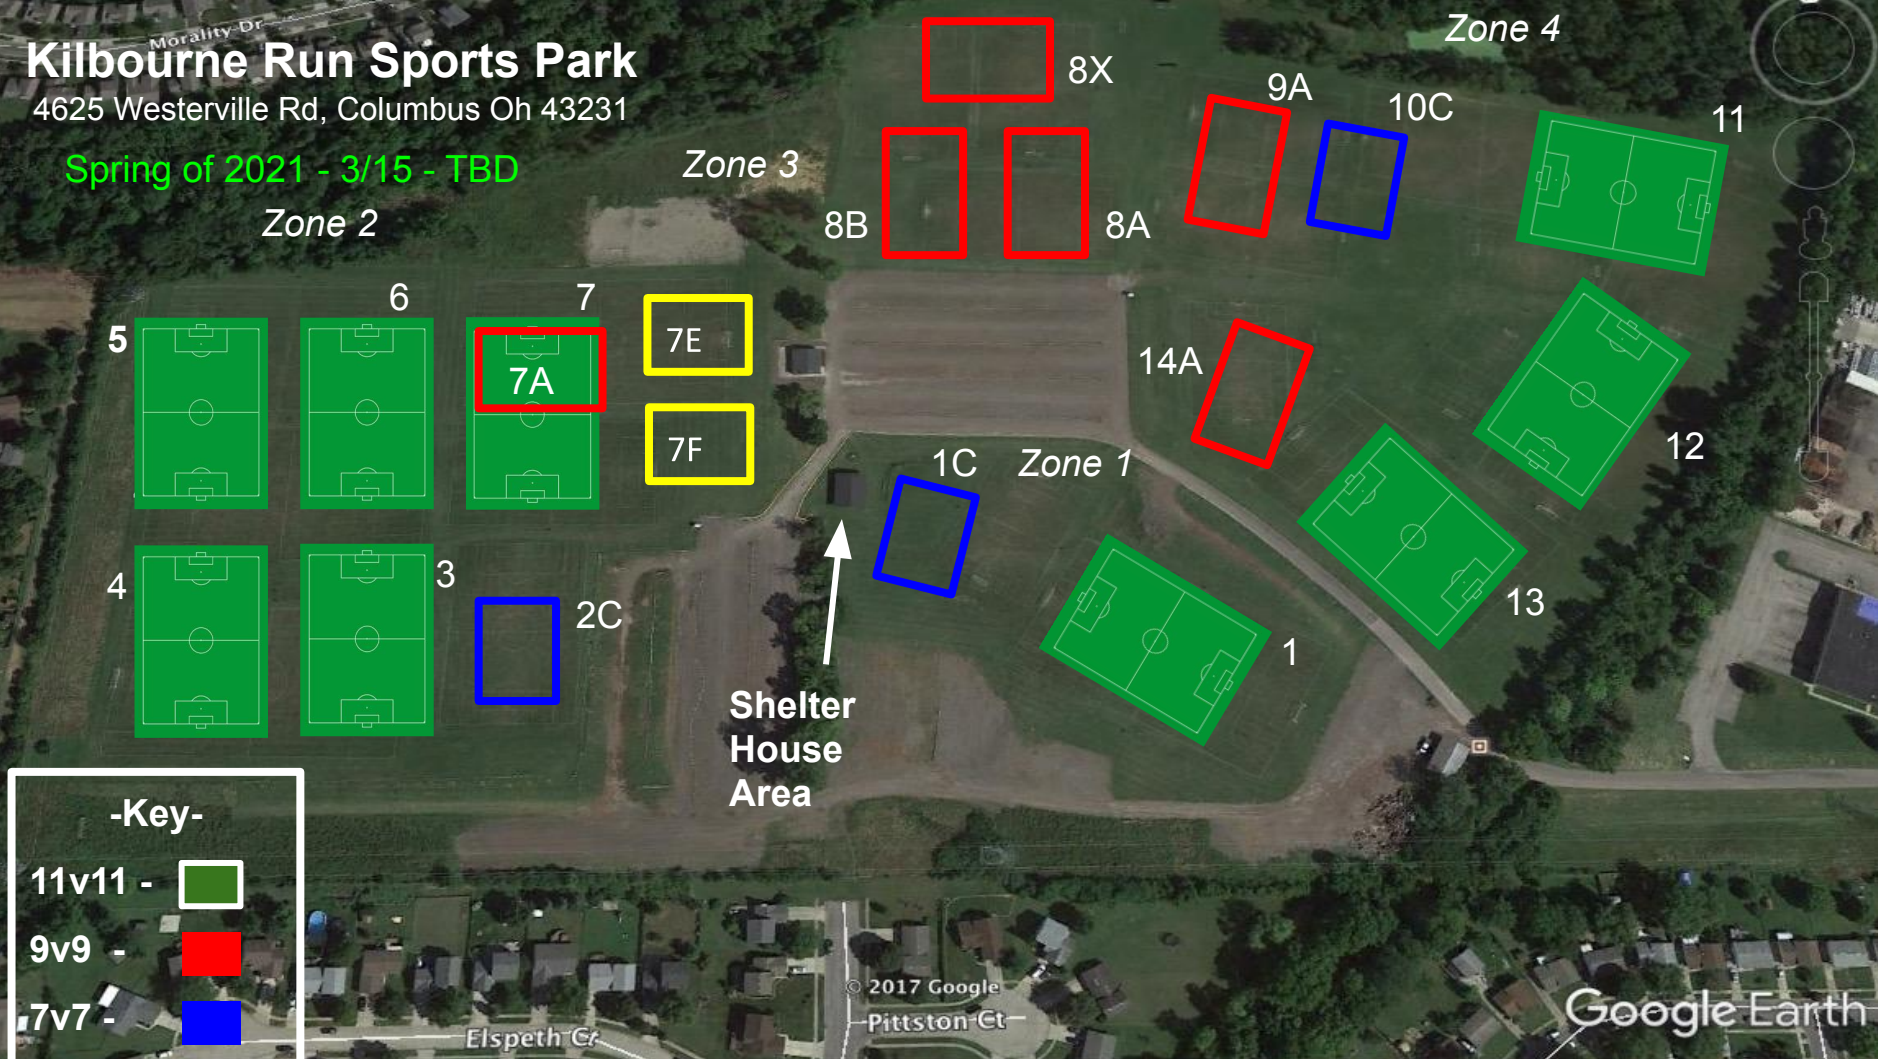 Morality Dr
Kilbourne Run Sports Park
4625 Westerville Rd, Columbus Oh 43231
Spring of 2021 - 3/15 - TBD
Zone 2
Zone 3
Zone 4
8X
9A
10C
11
8B
8A
5
6
7
7A
7E
7F
14A
12
1C
Zone 1
13
4
3
2C
1
Shelter
House
Area
-Key-
11v11 -
9v9 -
7v7 -
© 2017 Google
Pittston Ct
Elspeth Ct
Google Earth